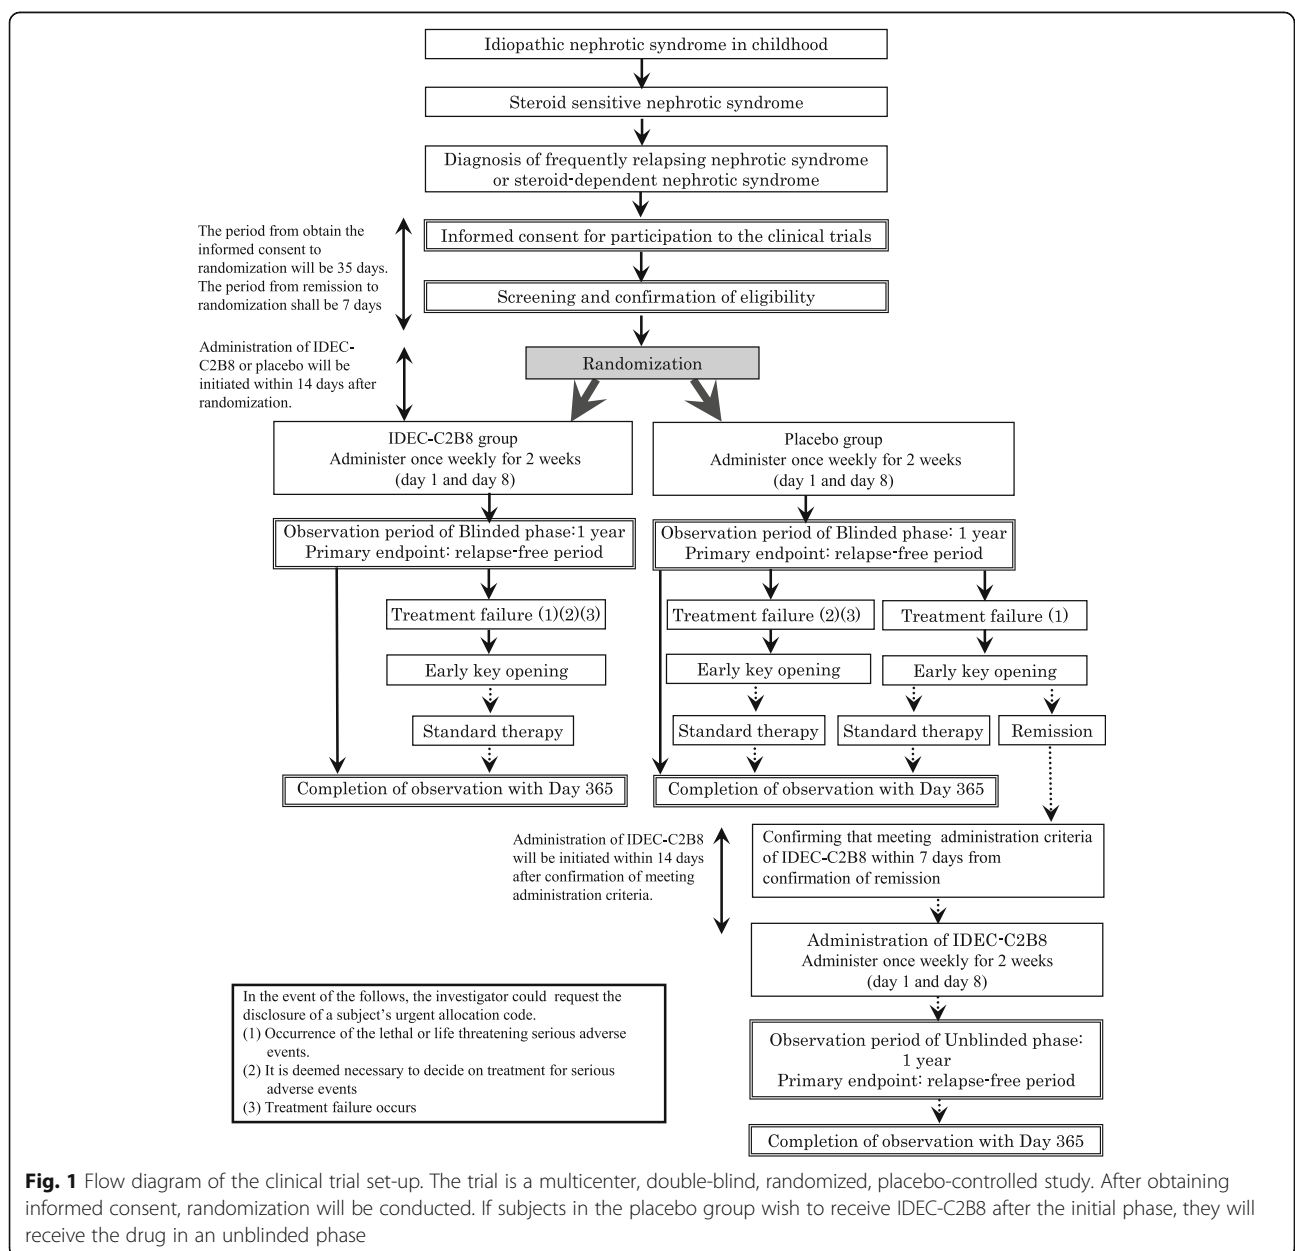 Idiopathic nephrotic syndrome in childhood
Steroid sensitive nephrotic syndrome
Diagnosis of frequently relapsing nephrotic syndrome
or steroid-dependent nephrotic syndrome
The period from obtain the
informed consent to
randomization will be 35 days.
The period from remission to
randomization shall be 7 days
Informed consent for participation to the clinical trials
Screening and confirmation of eligibility
Administration of IDEC-
C2B8 or placebo will be
initiated within 14 days after
randomization.
Randomization
IDEC-C2B8 group
Administer once weekly for 2 weeks
(day 1 and day 8)
Placebo group
Administer once weekly for 2 weeks
(day 1 and day 8)
Observation period of Blinded phase:1 year
Primary endpoint: relapse-free period
Observation period of Blinded phase: 1 year
Primary endpoint: relapse-free period
Treatment failure (1)(2)(3)
Treatment failure (2)(3)
Treatment failure (1)
Early key opening
Early key opening
Early key opening
Standard therapy
Standard therapy
Standard therapy
Remission
Completion of observation with Day 365
Completion of observation with Day 365
Administration of IDEC-C2B8
will be initiated within 14 days
after confirmation of meeting
administration criteria.
Confirming that meeting administration criteria
of IDEC-C2B8 within 7 days from
confirmation of remission
Administration of IDEC-C2B8
Administer once weekly for 2 weeks
(day 1 and day 8)
In the event of the follows, the investigator could request the
disclosure of a subject's urgent allocation code.
(1) Occurrence of the lethal or life threatening serious adverse
events.
(2) It is deemed necessary to decide on treatment for serious
adverse events
(3) Treatment failure occurs
Observation period of Unblinded phase:
1 year
Primary endpoint: relapse-free period
Completion of observation with Day 365
Fig. 1 Flow diagram of the clinical trial set-up. The trial is a multicenter, double-blind, randomized, placebo-controlled study. After obtaining
informed consent, randomization will be conducted. If subjects in the placebo group wish to receive IDEC-C2B8 after the initial phase, they will
receive the drug in an unblinded phase